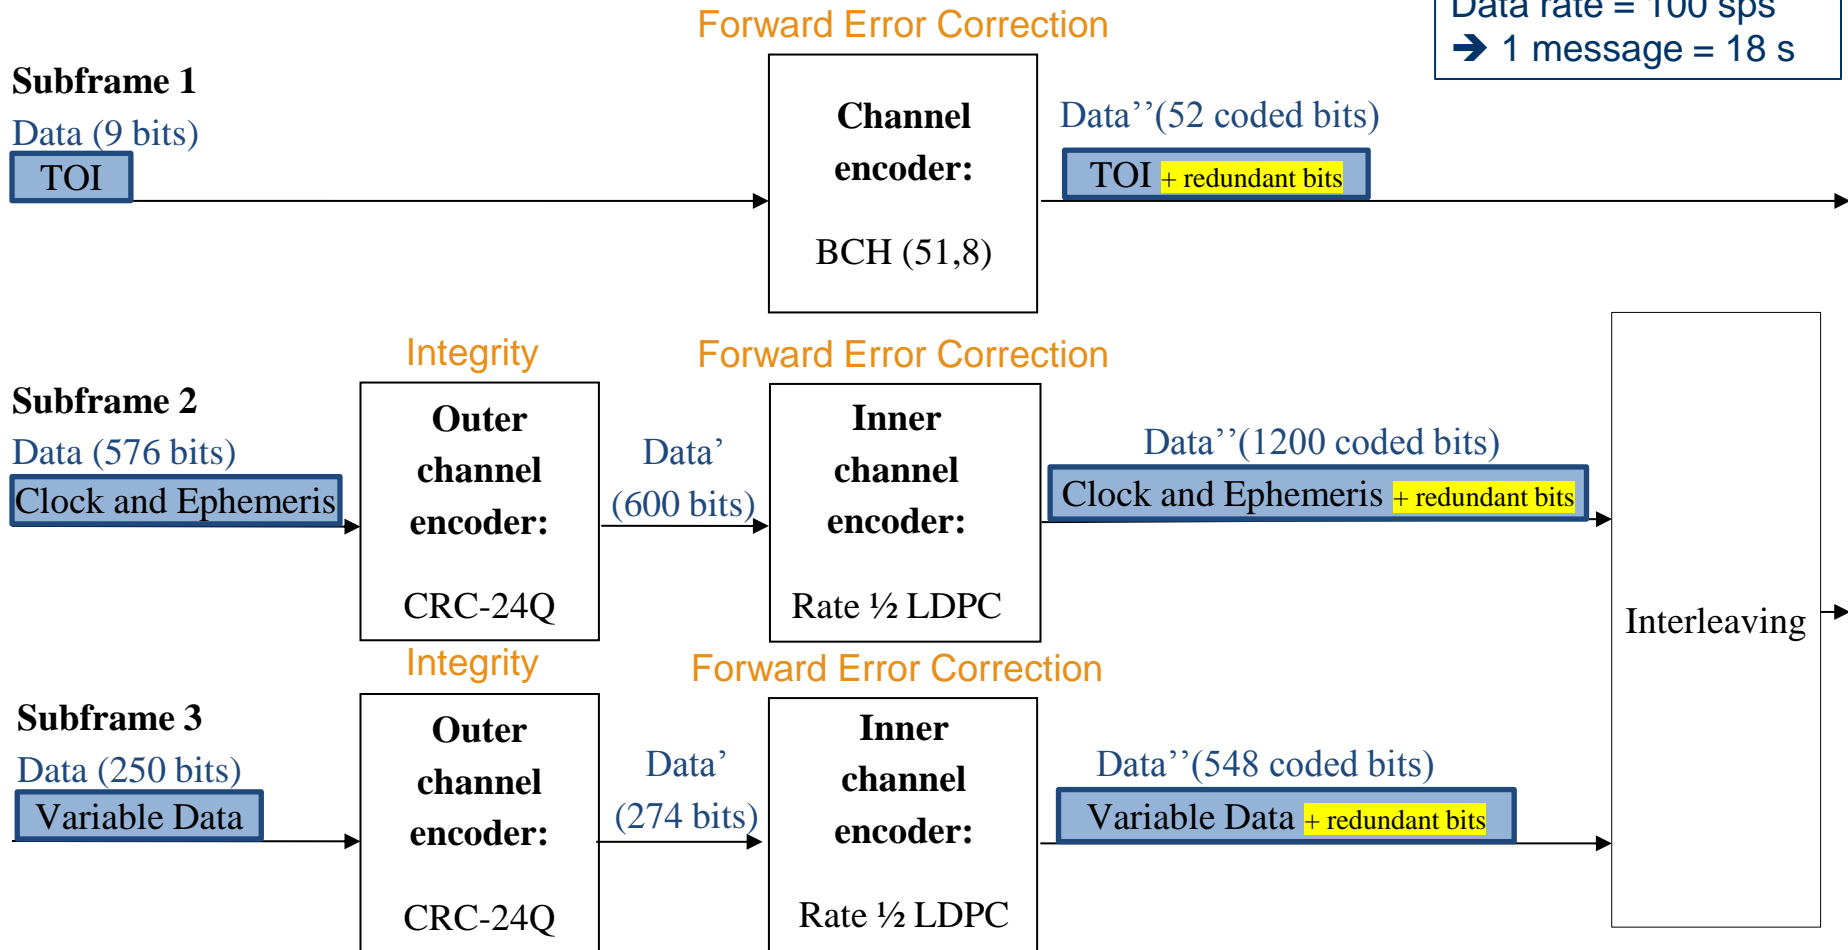 Forward Error Correction
Data rate = 100 sps
➔ 1 message = 18 s
Subframe 1
Data (9 bits)
TOI
Channel
encoder:
BCH (51,8)
Data’’(52 coded bits)
TOI + redundant bits
Integrity
Forward Error Correction
Subframe 2
Data (576 bits)
Clock and Ephemeris
Outer
channel
encoder:
CRC-24Q
Data’
(600 bits)
Inner
channel
encoder:
Rate ½ LDPC
Data’’(1200 coded bits)
Clock and Ephemeris + redundant bits
Interleaving
Integrity
Forward Error Correction
Subframe 3
Data (250 bits)
Variable Data
Outer
channel
encoder:
CRC-24Q
Data’
(274 bits)
Inner
channel
encoder:
Rate ½ LDPC
Data’’(548 coded bits)
Variable Data + redundant bits